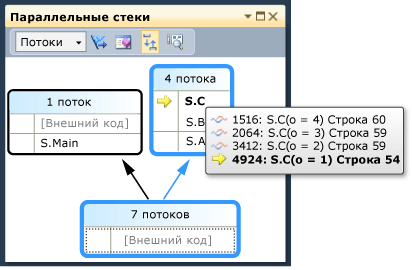 Параллельные стеки
Потоки
4 потока
1 поток
S.C
[Внешний код]
S.B
S.Main
S.A
1516: S.C(o = 4) Строка 60
2064: S.C(o = 3) Строка 59
3412: S.C(o = 2) Строка 59
4924: S.C(o = 1) Строка 54
7 потоков
[Внешний код]